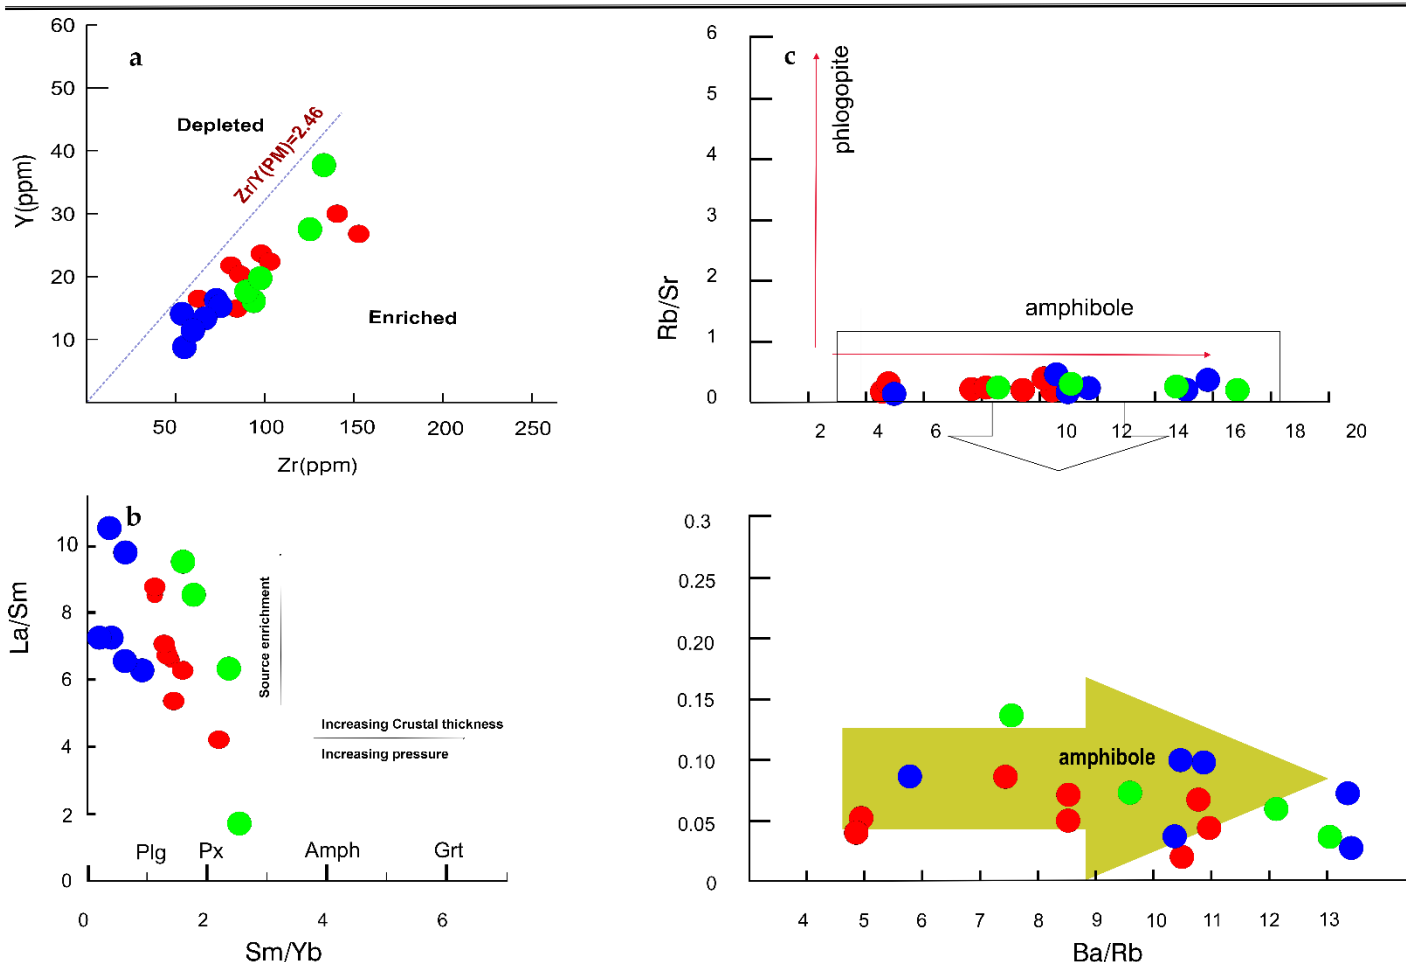 a
60
50
40
30
20
10
Y(ppm)
Depleted
Zr/Y(PM)=2.46
Enriched
50 100 150 200 250
Zr(ppm)
c
6
5
4
3
2
1
0
Rb/Sr
phlogopite
amphibole
2 4 6 10 12 14 16 18 20
b
10
8
6
4
2
0
La/Sm
Source enrichment
Increasing Crustal thickness
Increasing pressure
Plg Px Amph Grt
0 2 4 6
Sm/Yb
0.3
0.25
0.20
0.15
0.10
0.05
0
amphibole
4 5 6 7 8 9 10 11 12 13
Ba/Rb